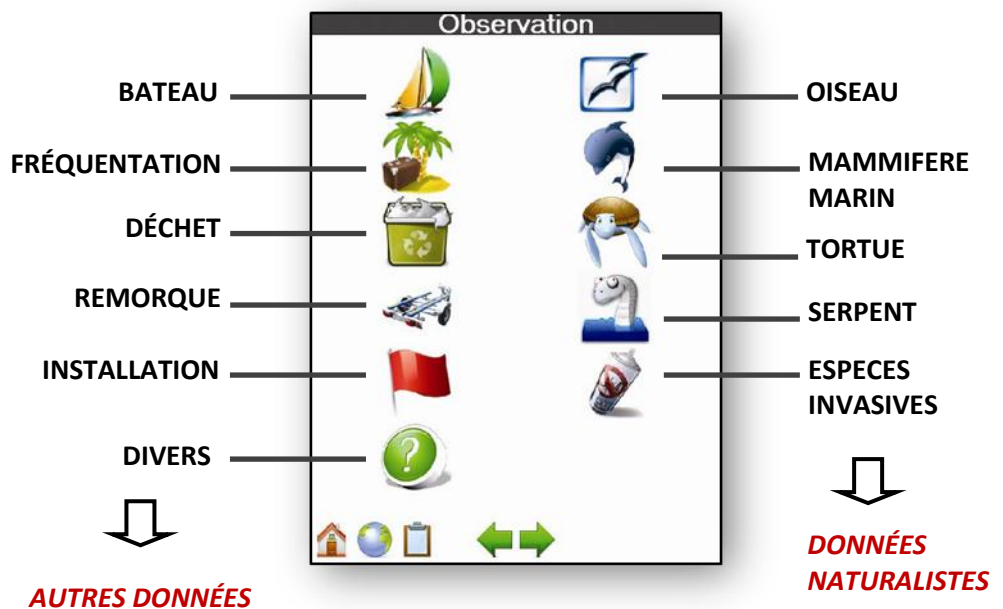 Observation
BATEAU
FRÉQUENTATION
DÉCHET
REMORQUE
INSTALLATION
DIVERS
AUTRES DONNÉES
OISEAU
MAMMIFERE
MARIN
TORTUE
SERPENT
ESPECES
INVASIVES
DONNÉES
NATURALISTES